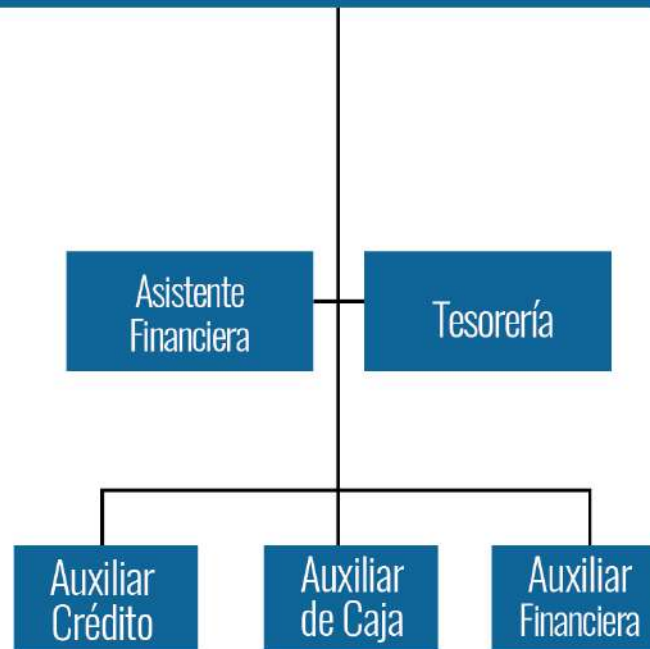 Asistente
Financiera
Tesorería
Auxiliar
Crédito
Auxiliar
de Caja
Auxiliar
Financiera